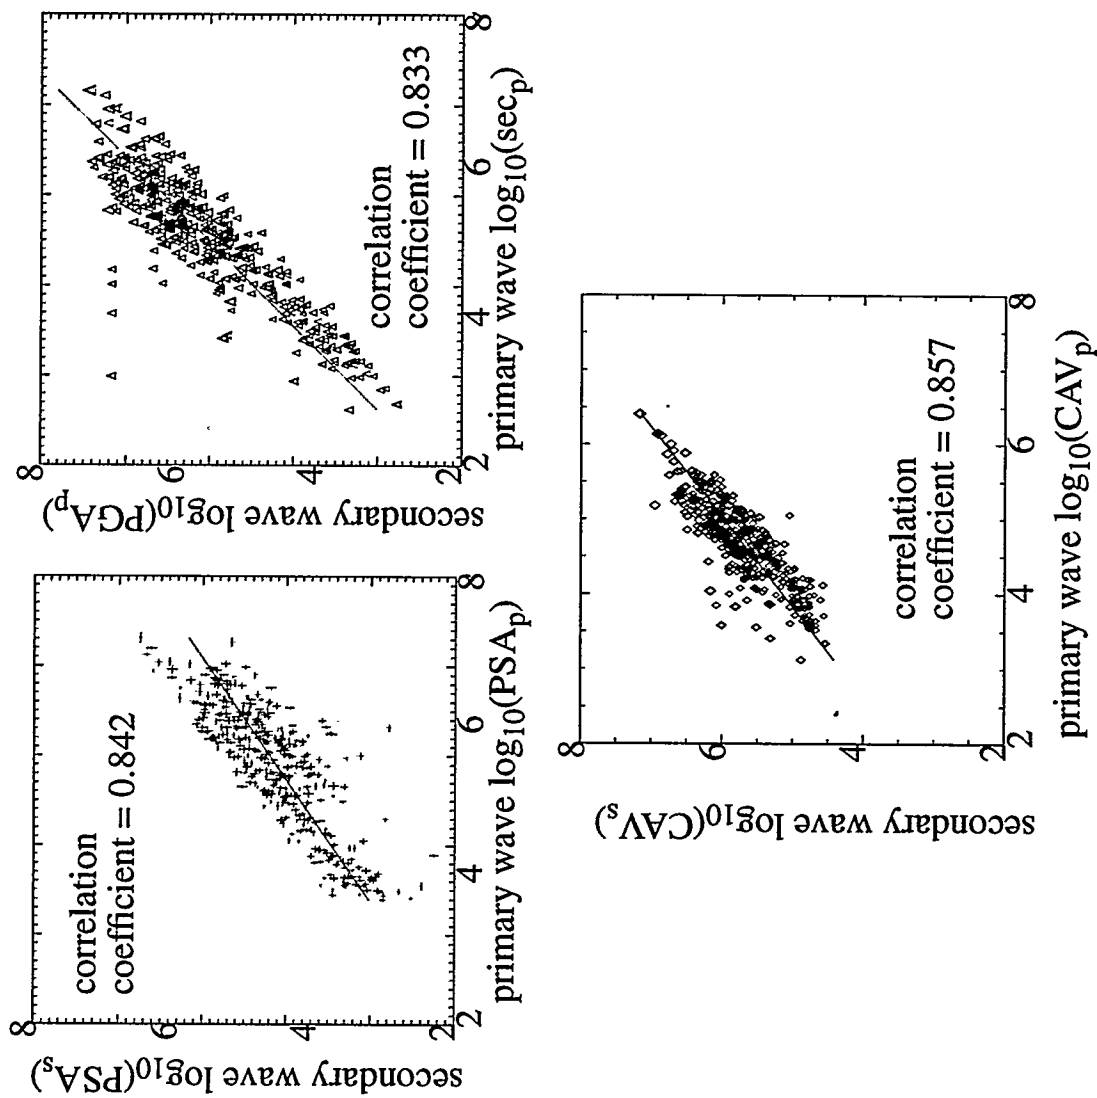 correlation
coefficient = 0.842
secondary wave log10(PSAs)
8
6
4
2
2
4
6
8
primary wave log10(PSAp)
correlation
coefficient = 0.833
secondary wave log10(PGAp)
8
6
4
2
2
4
6
8
primary wave log10(secp)
correlation
coefficient = 0.857
secondary wave log10(CAVs)
8
6
4
2
2
4
6
8
primary wave log10(CAVp)